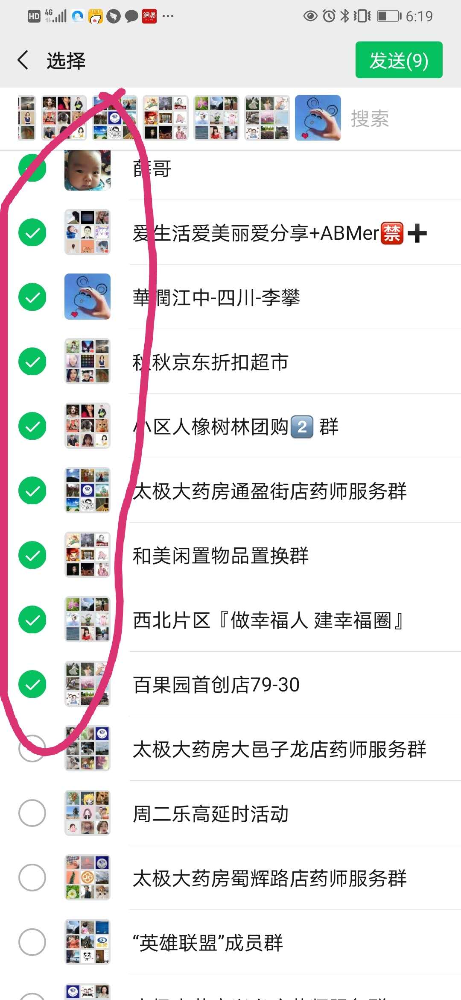 HD 4G 6:19
选择 发送(9)
搜索
薛哥
爱生活爱美丽爱分享+ABMer🈲➕
華潤江中-四川-李攀
秋秋京东折扣超市
小区人橡树林团购2️⃣ 群
太极大药房通盈街店药师服务群
和美闲置物品置换群
西北片区『做幸福人 建幸福圈』
百果园首创店79-30
太极大药房大邑子龙店药师服务群
周二乐高延时活动
太极大药房蜀辉路店药师服务群
“英雄联盟”成员群